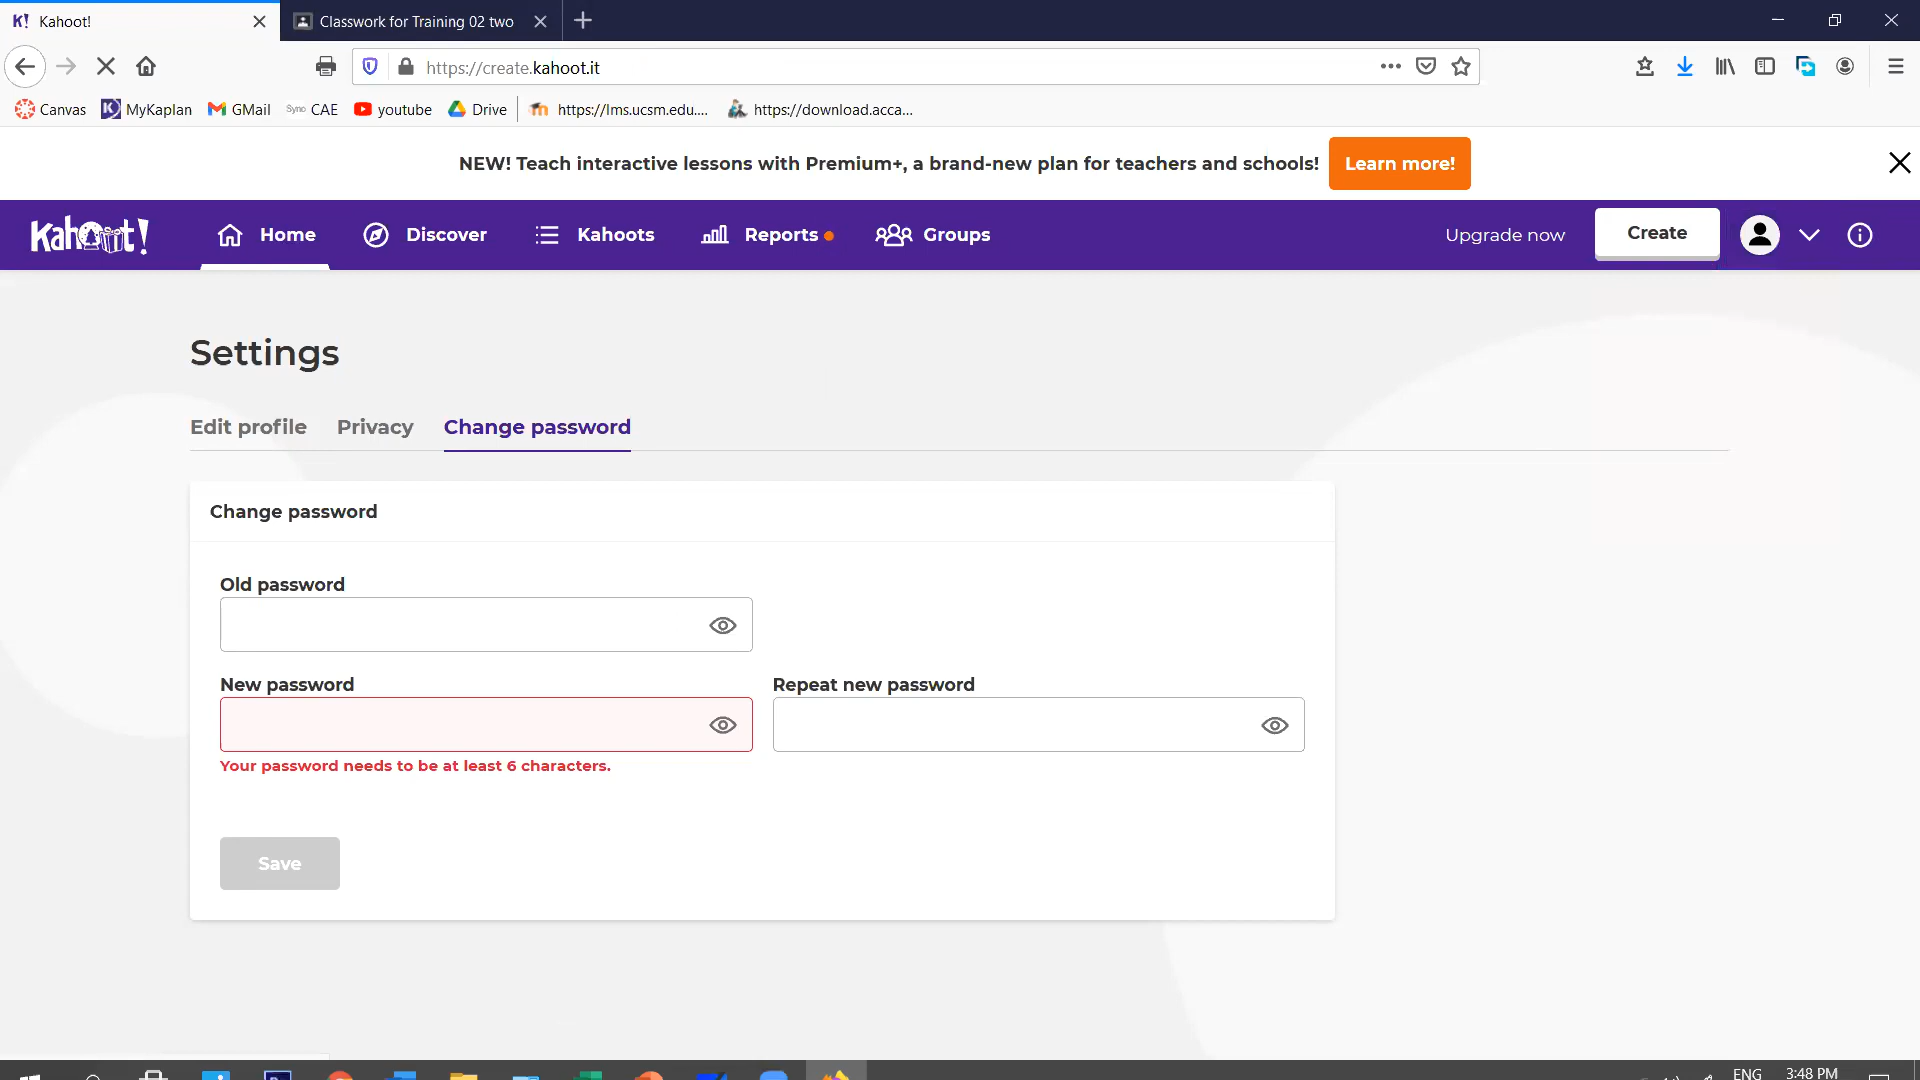 K! Kahoot!
Classwork for Training 02 two
https://create.kahoot.it
Canvas
MyKaplan
GMail
Sync CAE
youtube
Drive
https://lms.ucsm.edu....
https://download.acca...
NEW! Teach interactive lessons with Premium+, a brand-new plan for teachers and schools!
Learn more!
Kahoot!
Home
Discover
Kahoots
Reports
Groups
Upgrade now
Create
Settings
Edit profile
Privacy
Change password
Change password
Old password
New password
Repeat new password
Your password needs to be at least 6 characters.
Save
ENG
3:48 PM